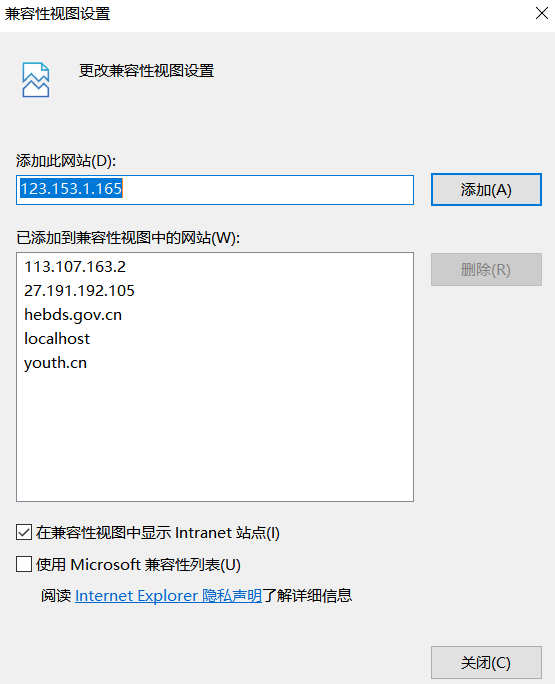 兼容性视图设置
更改兼容性视图设置
添加此网站(D):
123.153.1.165
添加(A)
已添加到兼容性视图中的网站(W):
113.107.163.2
删除(R)
27.191.192.105
hebds.gov.cn
localhost
youth.cn
在兼容性视图中显示 Intranet 站点(I)
使用 Microsoft 兼容性列表(U)
阅读 Internet Explorer 隐私声明了解详细信息
关闭(C)